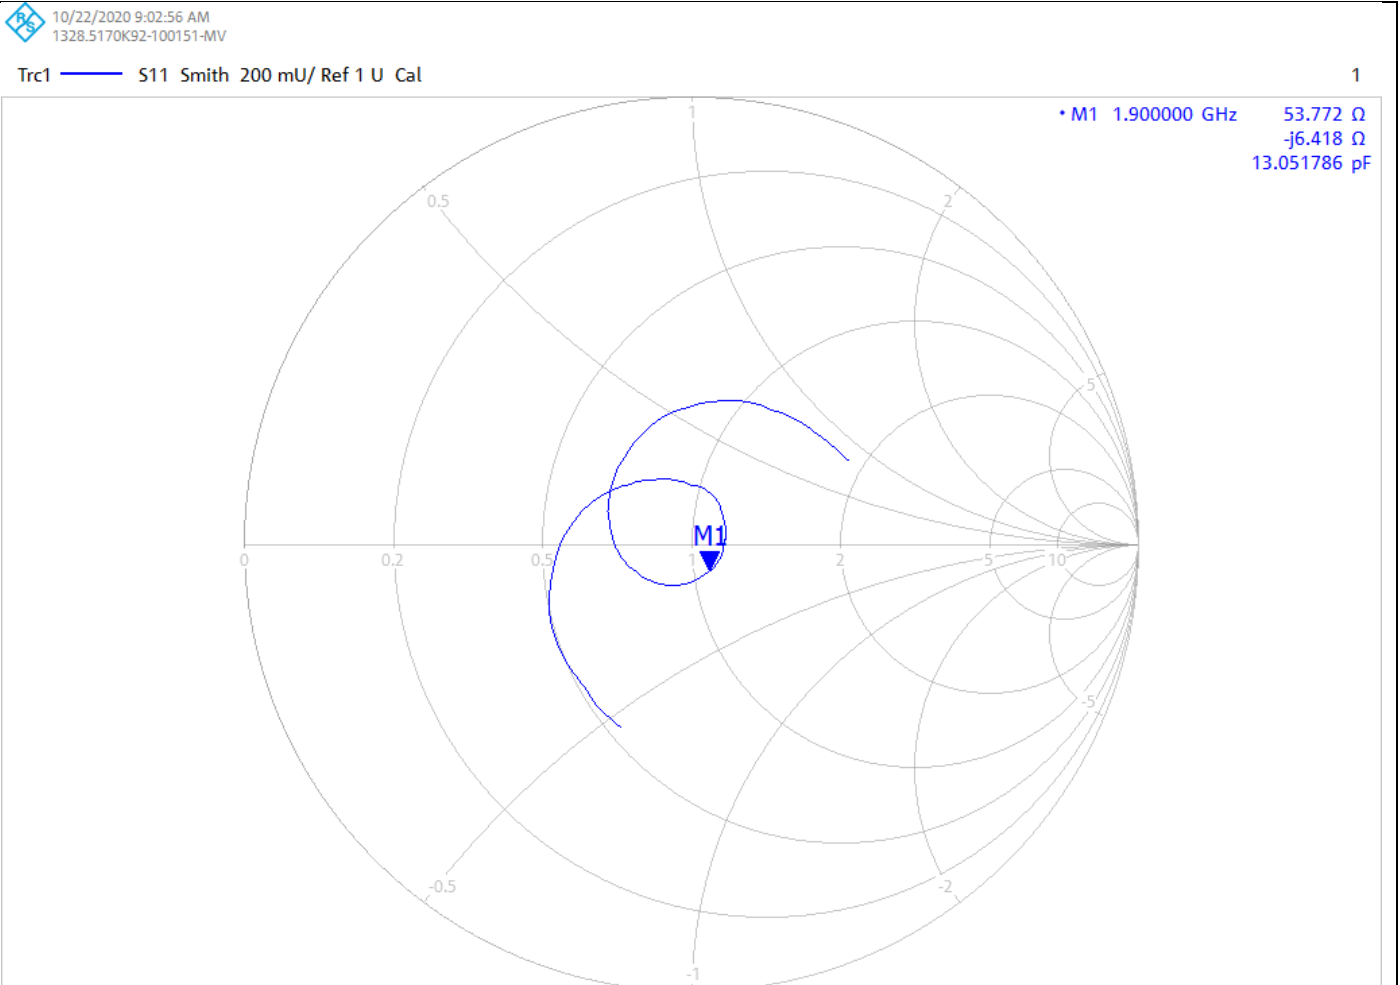 R S
10/22/2020 9:02:56 AM
1328.5170K92-100151-MV
Trc1 S11 Smith 200 mU/ Ref 1 U Cal 1
• M1 1.900000 GHz 53.772 Ω
-j6.418 Ω
13.051786 pF
1
0.5
2
5
M1
0 0.2 0.5 1 2 5 10
-5
-0.5
-2
-1